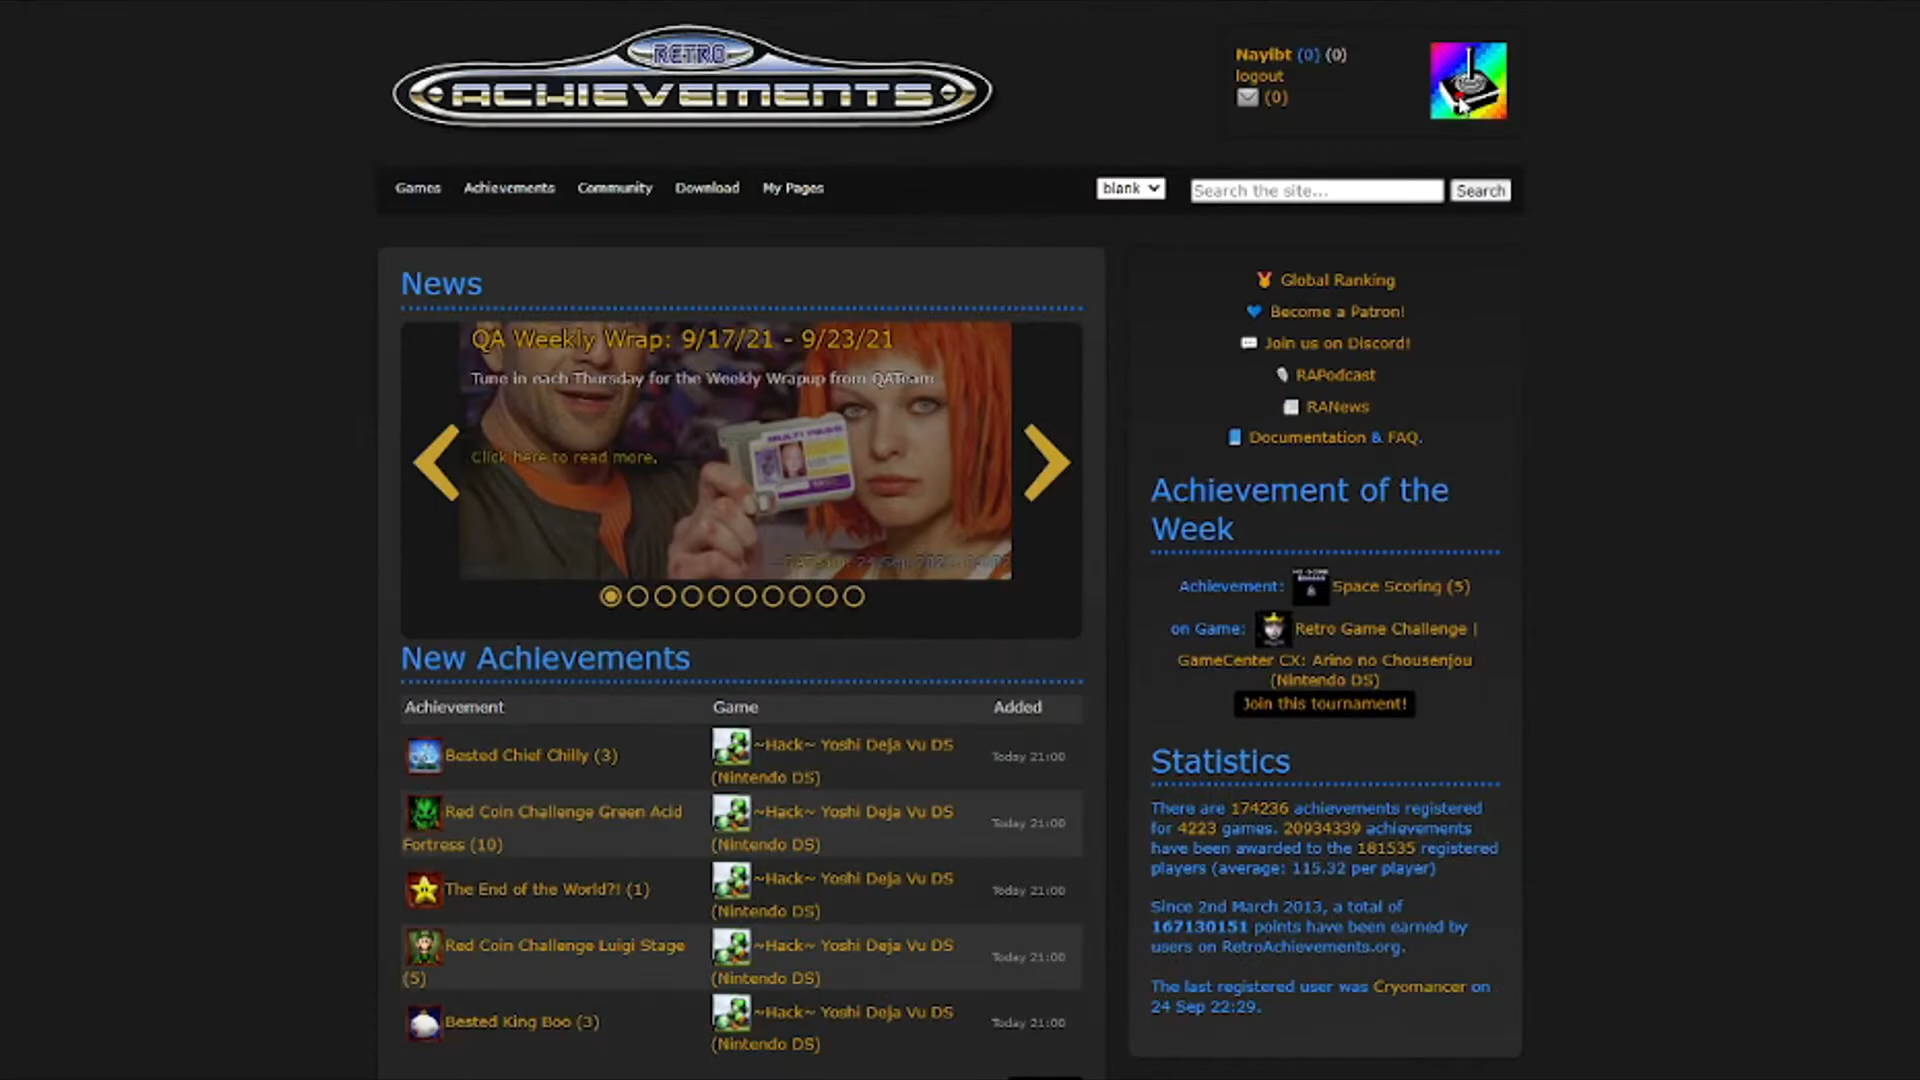 RETRO
ACHIEVEMENTS
Nayibt (0) (0)
logout
(0)
Games Achievements Community Download My Pages
blank
Search the site...
Search
News
QA Weekly Wrap: 9/17/21 - 9/23/21
Tune in each Thursday for the Weekly Wrapup from QATeam
MULTI PASS
Click here to read more.
New Achievements
Achievement Game Added
Bested Chief Chilly (3)
~Hack~ Yoshi Deja Vu DS
(Nintendo DS)
Today 21:00
Red Coin Challenge Green Acid
Fortress (10)
~Hack~ Yoshi Deja Vu DS
(Nintendo DS)
Today 21:00
The End of the World?! (1)
~Hack~ Yoshi Deja Vu DS
(Nintendo DS)
Today 21:00
Red Coin Challenge Luigi Stage
(5)
~Hack~ Yoshi Deja Vu DS
(Nintendo DS)
Today 21:00
Bested King Boo (3)
~Hack~ Yoshi Deja Vu DS
(Nintendo DS)
Today 21:00
Global Ranking
Become a Patron!
Join us on Discord!
RAPodcast
RANews
Documentation & FAQ.
Achievement of the
Week
Achievement: Space Scoring (5)
on Game: Retro Game Challenge |
GameCenter CX: Arino no Chousenjou
(Nintendo DS)
Join this tournament!
Statistics
There are 174236 achievements registered
for 4223 games. 20934339 achievements
have been awarded to the 181535 registered
players (average: 115.32 per player)
Since 2nd March 2013, a total of
167130151 points have been earned by
users on RetroAchievements.org.
The last registered user was Cryomancer on
24 Sep 22:29.